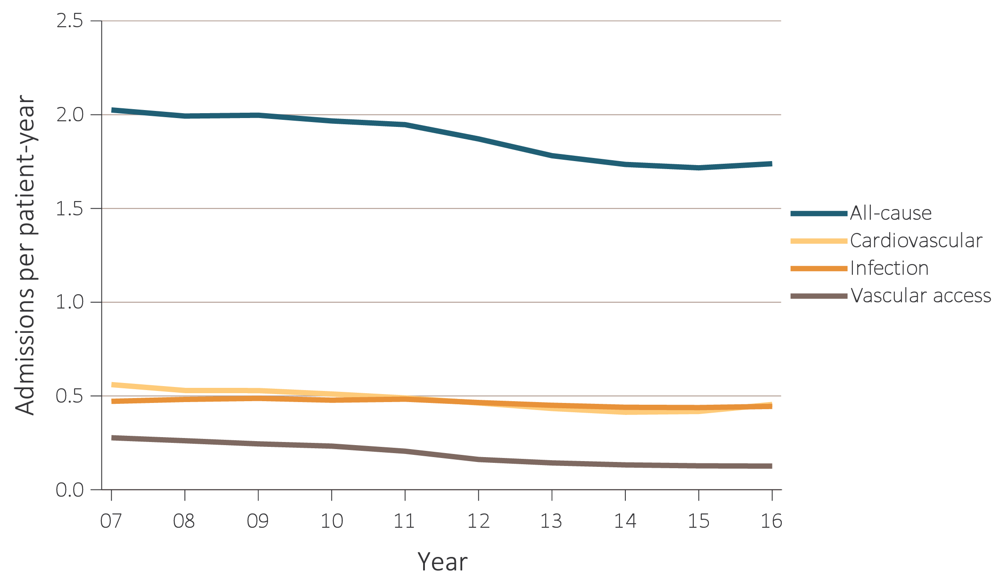 Admissions per patient-year
2.5
2.0
1.5
1.0
0.5
0.0
07 08 09 10 11 12 13 14 15 16
Year
All-cause
Cardiovascular
Infection
Vascular access